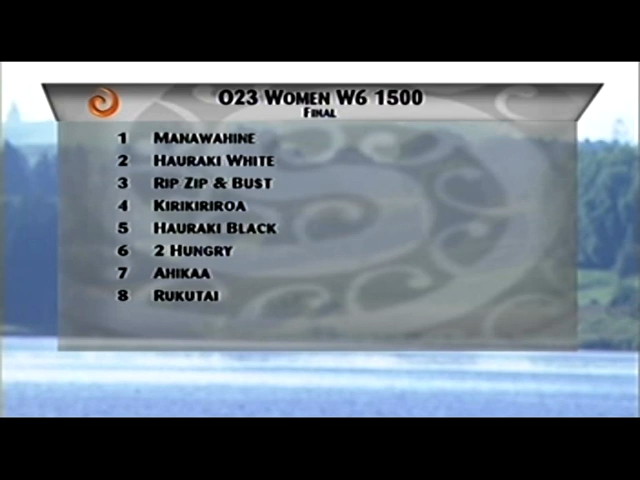 O23 WOMEN W6 1500
FINAL
1 MANAWAHINE
2 HAURAKI WHITE
3 RIP ZIP & BUST
4 KIRIKIRIROA
5 HAURAKI BLACK
6 2 HUNGRY
7 AHIKAA
8 RUKUTAI